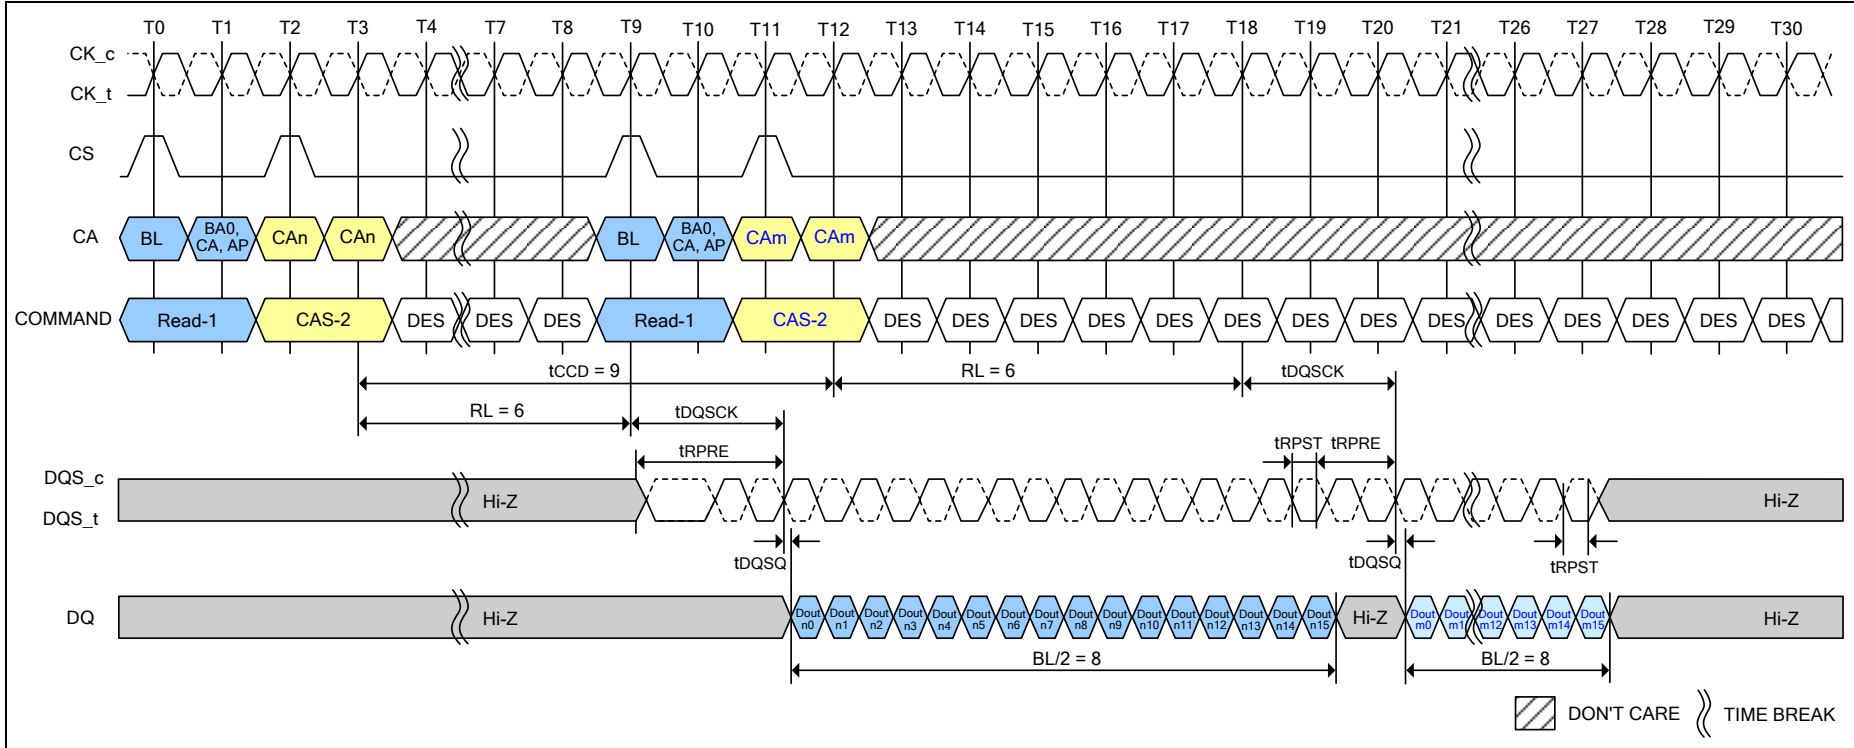 T0 T1 T2 T3 T4 T7 T8 T9 T10 T11 T12 T13 T14 T15 T16 T17 T18 T19 T20 T21 T26 T27 T28 T29 T30
CK_c
CK_t
CS
CA BL BA0, CA, AP CAn CAn BL BA0, CA, AP CAm CAm
COMMAND Read-1 CAS-2 DES DES DES Read-1 CAS-2 DES DES DES DES DES DES DES DES DES DES DES DES DES DES
tCCD = 9 RL = 6 tDQSCK
RL = 6 tDQSCK
tRPRE tRPST tRPRE
DQS_c
Hi-Z Hi-Z
DQS_t
tDQSQ tDQSQ tRPST
DQ Hi-Z Dout n0 Dout n1 Dout n2 Dout n3 Dout n4 Dout n5 Dout n6 Dout n7 Dout n8 Dout n9 Dout n10 Dout n11 Dout n12 Dout n13 Dout n14 Dout n15 Hi-Z Dout m0 Dout m1 Dout m12 Dout m13 Dout m14 Dout m15 Hi-Z
BL/2 = 8 BL/2 = 8
DON'T CARE TIME BREAK